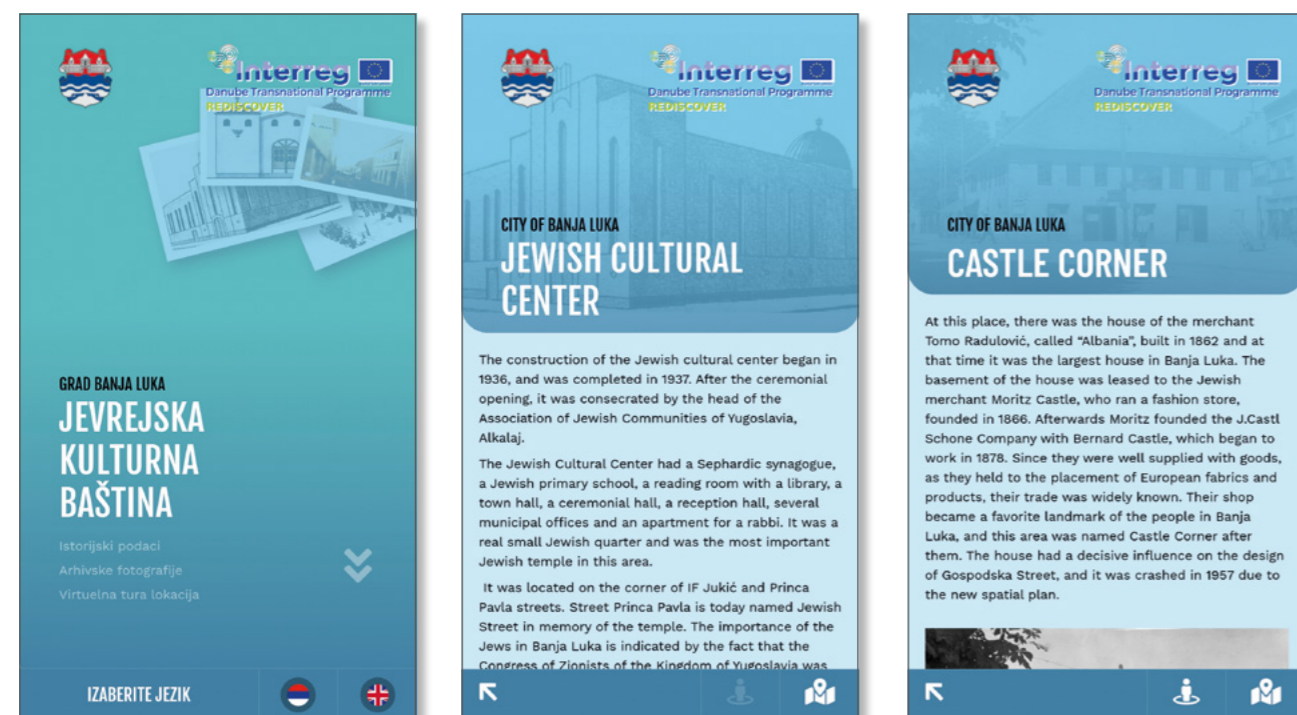 Interreg
Danube Transnational Programme
REDISCOVER
GRAD BANJA LUKA
JEVREJSKA
KULTURNA
BAŠTINA
Istorijski podaci
Arhivske fotografije
Virtuelna tura lokacija
IZABERITE JEZIK
Interreg
Danube Transnational Programme
REDISCOVER
CITY OF BANJA LUKA
JEWISH CULTURAL
CENTER
The construction of the Jewish cultural center began in
1936, and was completed in 1937. After the ceremonial
opening, it was consecrated by the head of the
Association of Jewish Communities of Yugoslavia,
Alkalaj.
The Jewish Cultural Center had a Sephardic synagogue,
a Jewish primary school, a reading room with a library, a
town hall, a ceremonial hall, a reception hall, several
municipal offices and an apartment for a rabbi. It was a
real small Jewish quarter and was the most important
Jewish temple in this area.
It was located on the corner of IF Jukić and Princa
Pavla streets. Street Princa Pavla is today named Jewish
Street in memory of the temple. The importance of the
Jews in Banja Luka is indicated by the fact that the
Congress of Zionists of the Kingdom of Yugoslavia was
Interreg
Danube Transnational Programme
REDISCOVER
CITY OF BANJA LUKA
CASTLE CORNER
At this place, there was the house of the merchant
Tomo Radulović, called “Albania”, built in 1862 and at
that time it was the largest house in Banja Luka. The
basement of the house was leased to the Jewish
merchant Moritz Castle, who ran a fashion store,
founded in 1866. Afterwards Moritz founded the J.Castl
Schone Company with Bernard Castle, which began to
work in 1878. Since they were well supplied with goods,
as they held to the placement of European fabrics and
products, their trade was widely known. Their shop
became a favorite landmark of the people in Banja
Luka, and this area was named Castle Corner after
them. The house had a decisive influence on the design
of Gospodska Street, and it was crashed in 1957 due to
the new spatial plan.